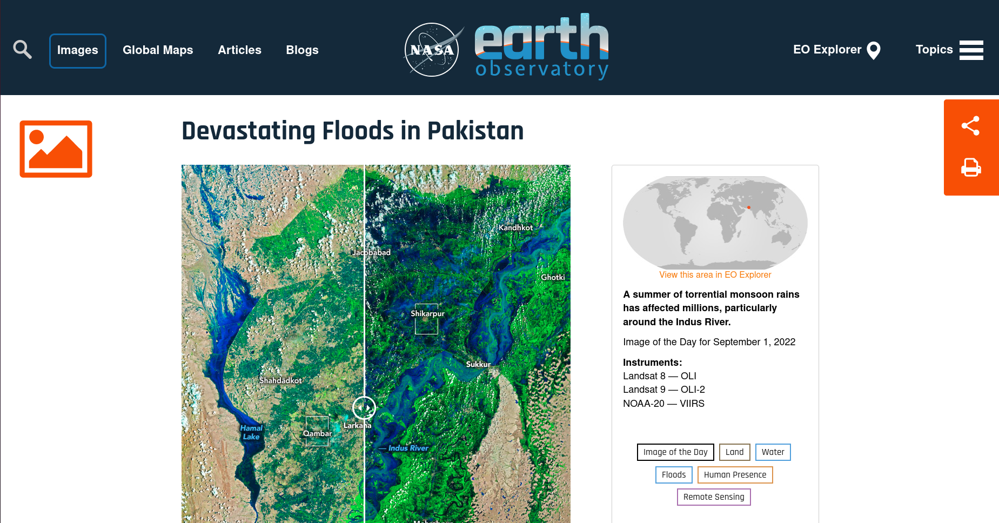 Images
Global Maps
Articles
Blogs
NASA
earth
observatory
EO Explorer
Topics
Devastating Floods in Pakistan
Kandhkot
Jacobabad
Ghotki
Shikarpur
Sukkur
Shahdadkot
Larkana
Hamal
Lake
Qambar
— Indus River
View this area in EO Explorer
A summer of torrential monsoon rains
has affected millions, particularly
around the Indus River.
Image of the Day for September 1, 2022
Instruments:
Landsat 8 — OLI
Landsat 9 — OLI-2
NOAA-20 — VIIRS
Image of the Day
Land
Water
Floods
Human Presence
Remote Sensing